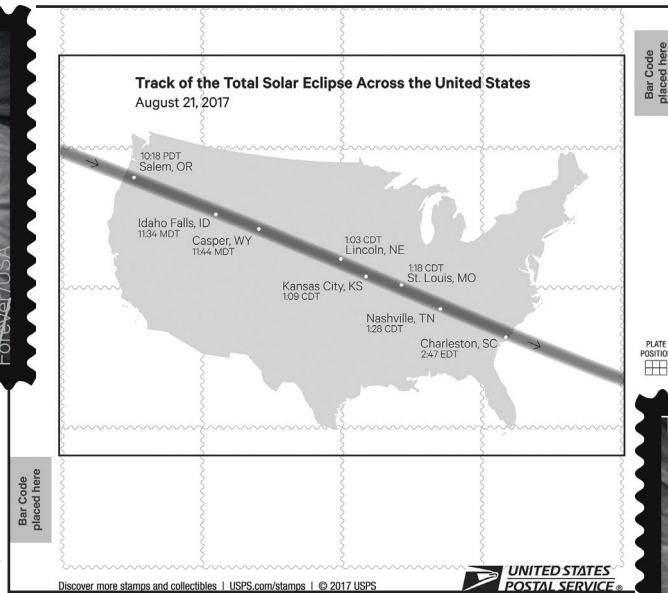 Forever/USA
Bar Code
placed here
Track of the Total Solar Eclipse Across the United States
August 21, 2017
10:18 PDT
Salem, OR
Idaho Falls, ID
11:34 MDT
Casper, WY
11:44 MDT
1:03 CDT
Lincoln, NE
Kansas City, KS
1:09 CDT
1:18 CDT
St. Louis, MO
Nashville, TN
1:28 CDT
Charleston, SC
2:47 EDT
PLATE
POSITION
Bar Code
placed here
Discover more stamps and collectibles | USPS.com/stamps | © 2017 USPS
UNITED STATES
POSTAL SERVICE ®